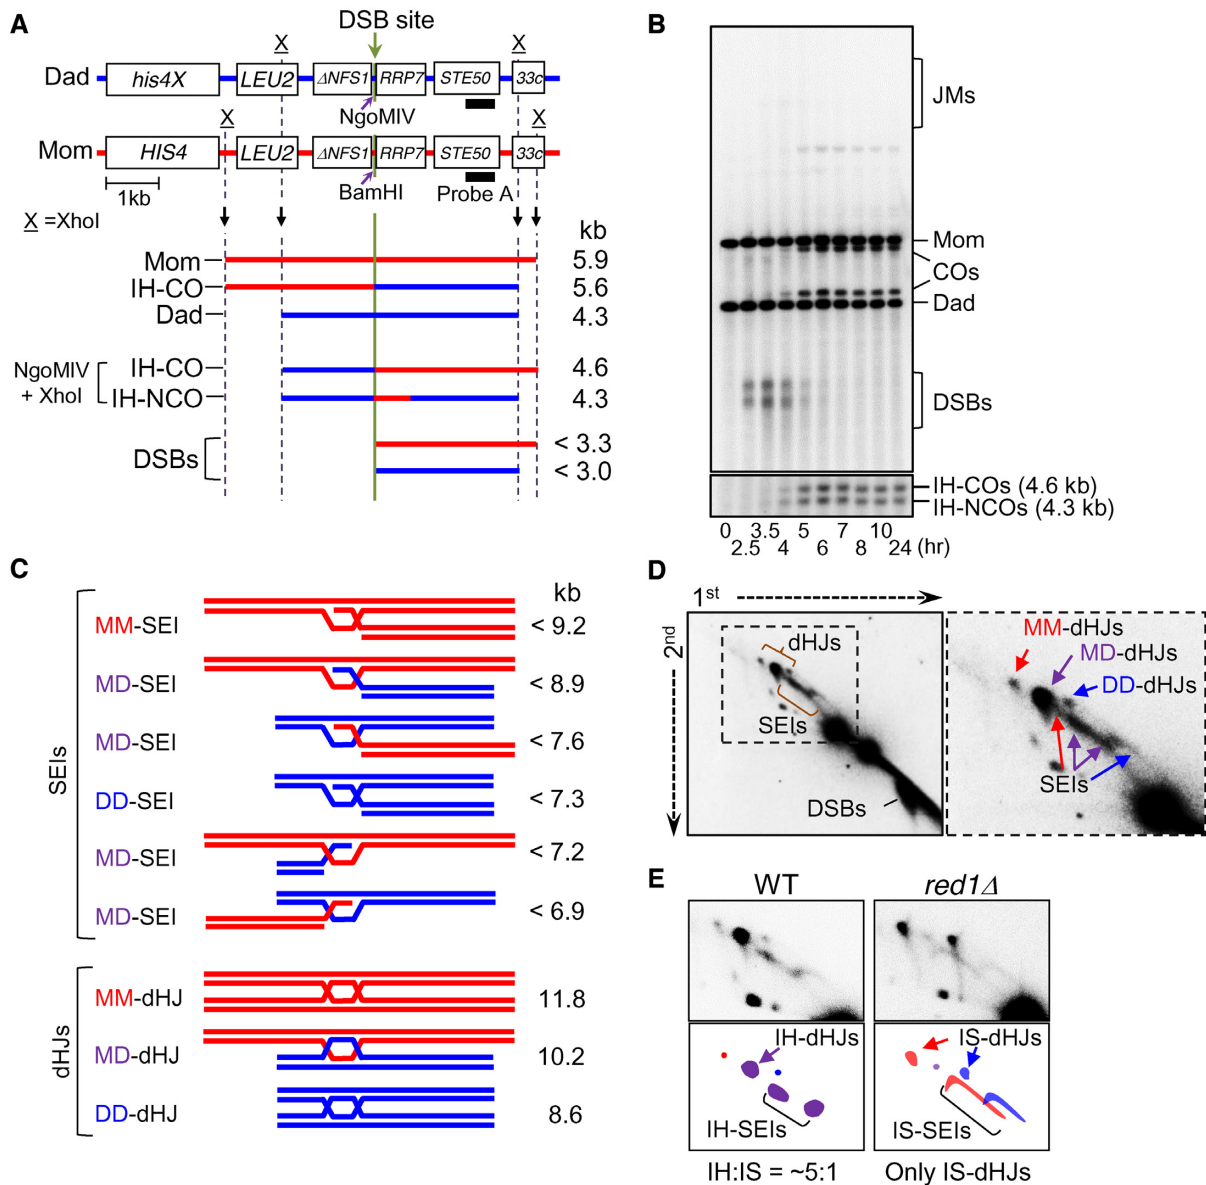 A
DSB site
X
X
Dad
his4X
LEU2
ΔNFS1
RRP7
STE50
33c
NgoMIV
X
X
Mom
HIS4
LEU2
ΔNFS1
RRP7
STE50
33c
1kb
BamHI
Probe A
X =XhoI
kb
Mom
5.9
IH-CO
5.6
Dad
4.3
NgoMIV
+ XhoI
IH-CO
4.6
IH-NCO
4.3
DSBs
< 3.3
< 3.0
B
JMs
Mom
COs
Dad
DSBs
IH-COs (4.6 kb)
IH-NCOs (4.3 kb)
0 3.5 5 7 10
2.5 4 6 8 24 (hr)
C
kb
SEIs
MM-SEI
< 9.2
MD-SEI
< 8.9
MD-SEI
< 7.6
DD-SEI
< 7.3
MD-SEI
< 7.2
MD-SEI
< 6.9
dHJs
MM-dHJ
11.8
MD-dHJ
10.2
DD-dHJ
8.6
D
1st
2nd
dHJs
SEIs
DSBs
MM-dHJs
MD-dHJs
DD-dHJs
SEIs
E
WT
red1Δ
IH-dHJs
IH-SEIs
IS-dHJs
IS-SEIs
IH:IS = ~5:1
Only IS-dHJs